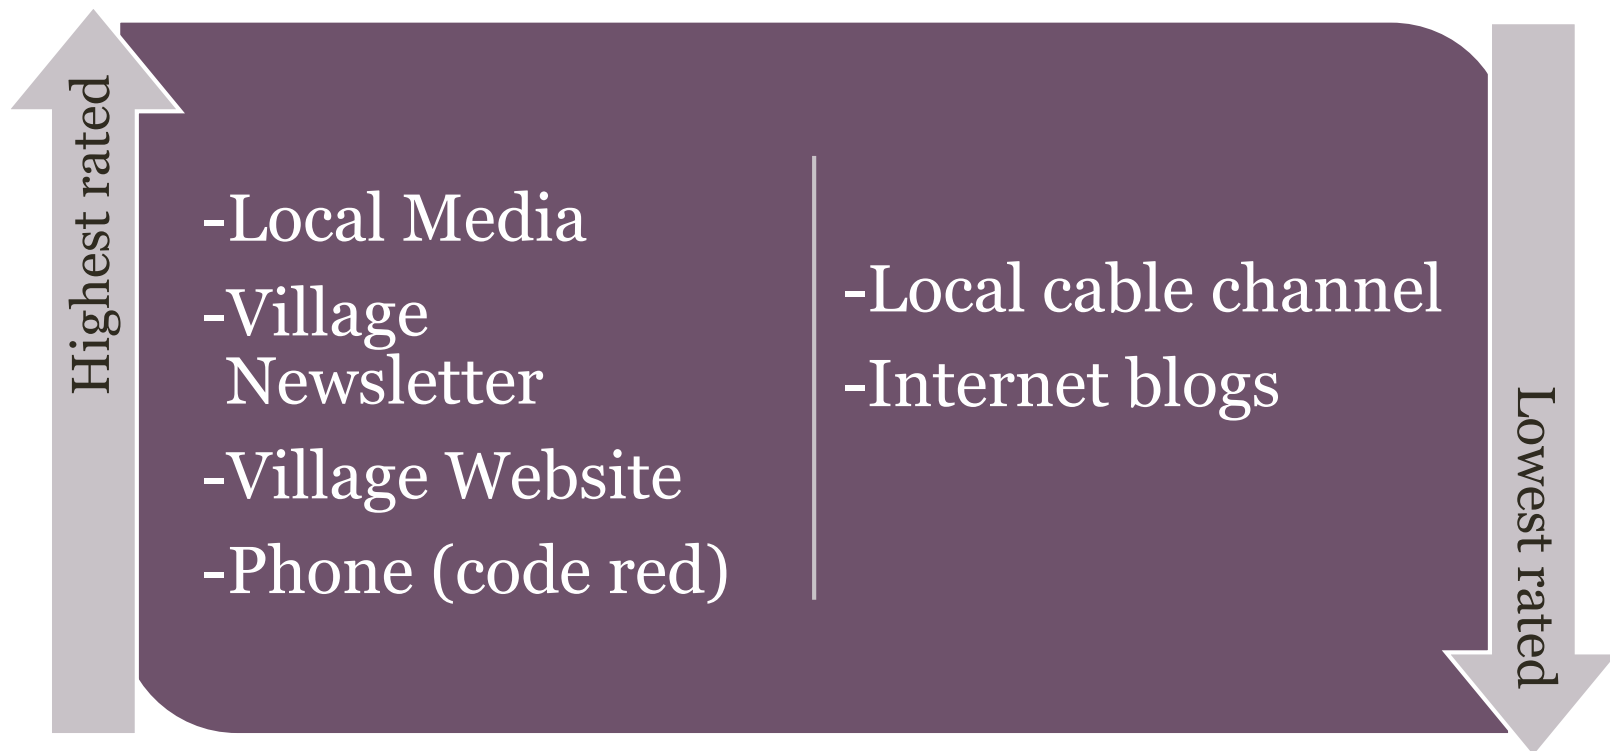 Highest rated
-Local Media
-Village
Newsletter
-Village Website
-Phone (code red)
-Local cable channel
-Internet blogs
Lowest rated